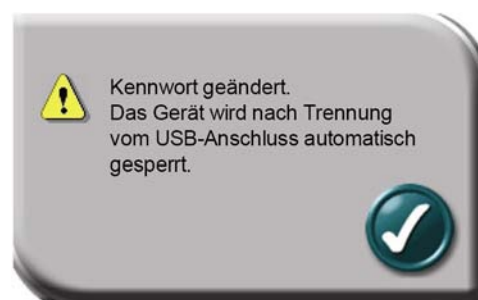 Kennwort geändert.
Das Gerät wird nach Trennung
vom USB-Anschluss automatisch
gesperrt.